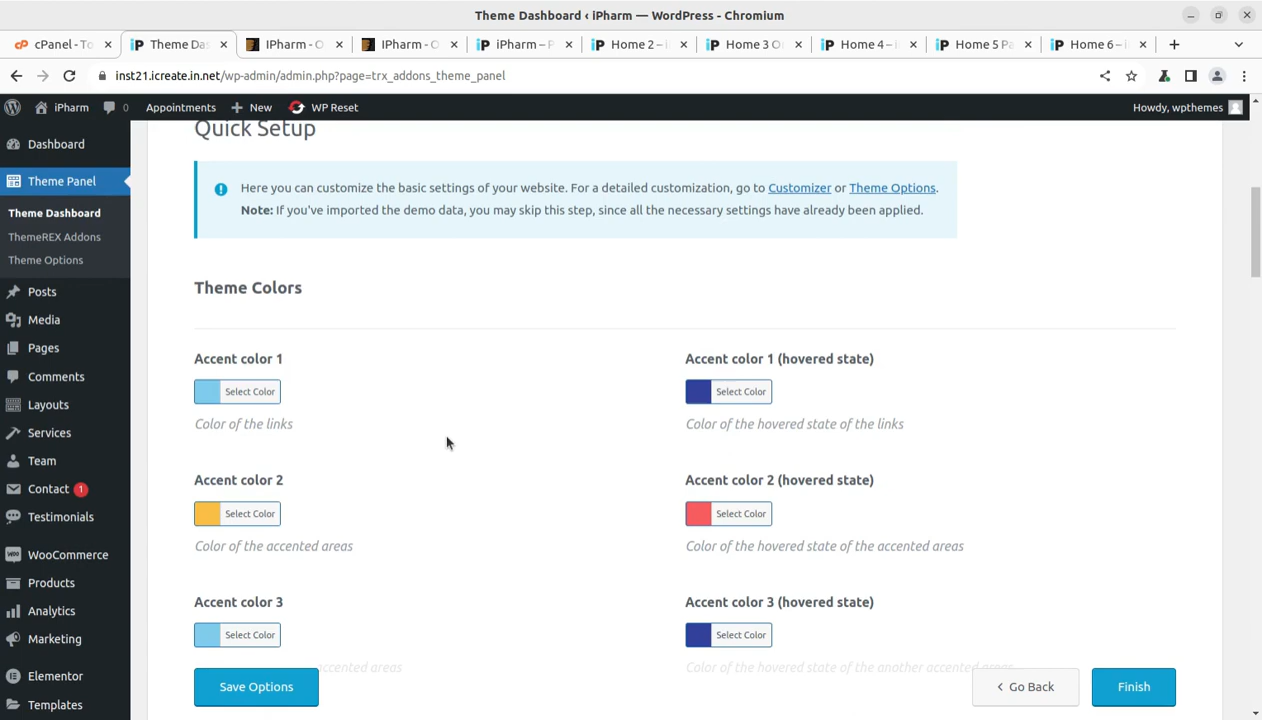 Theme Dashboard ‹ iPharm — WordPress - Chromium
cPanel - To
Theme Das
IPharm - O
IPharm - O
iPharm – P
Home 2 – i
Home 3 O
Home 4 – i
Home 5 Pa
Home 6 – i
inst21.icreate.in.net/wp-admin/admin.php?page=trx_addons_theme_panel
iPharm
0
Appointments
New
WP Reset
Howdy, wpthemes
Dashboard
Theme Panel
Theme Dashboard
ThemeREX Addons
Theme Options
Posts
Media
Pages
Comments
Layouts
Services
Team
Contact 1
Testimonials
WooCommerce
Products
Analytics
Marketing
Elementor
Templates
Quick Setup
Here you can customize the basic settings of your website. For a detailed customization, go to Customizer or Theme Options.
Note: If you've imported the demo data, you may skip this step, since all the necessary settings have already been applied.
Theme Colors
Accent color 1
Select Color
Color of the links
Accent color 1 (hovered state)
Select Color
Color of the hovered state of the links
Accent color 2
Select Color
Color of the accented areas
Accent color 2 (hovered state)
Select Color
Color of the hovered state of the accented areas
Accent color 3
Select Color
accented areas
Accent color 3 (hovered state)
Select Color
Color of the hovered state of the another accented areas
Save Options
Go Back
Finish